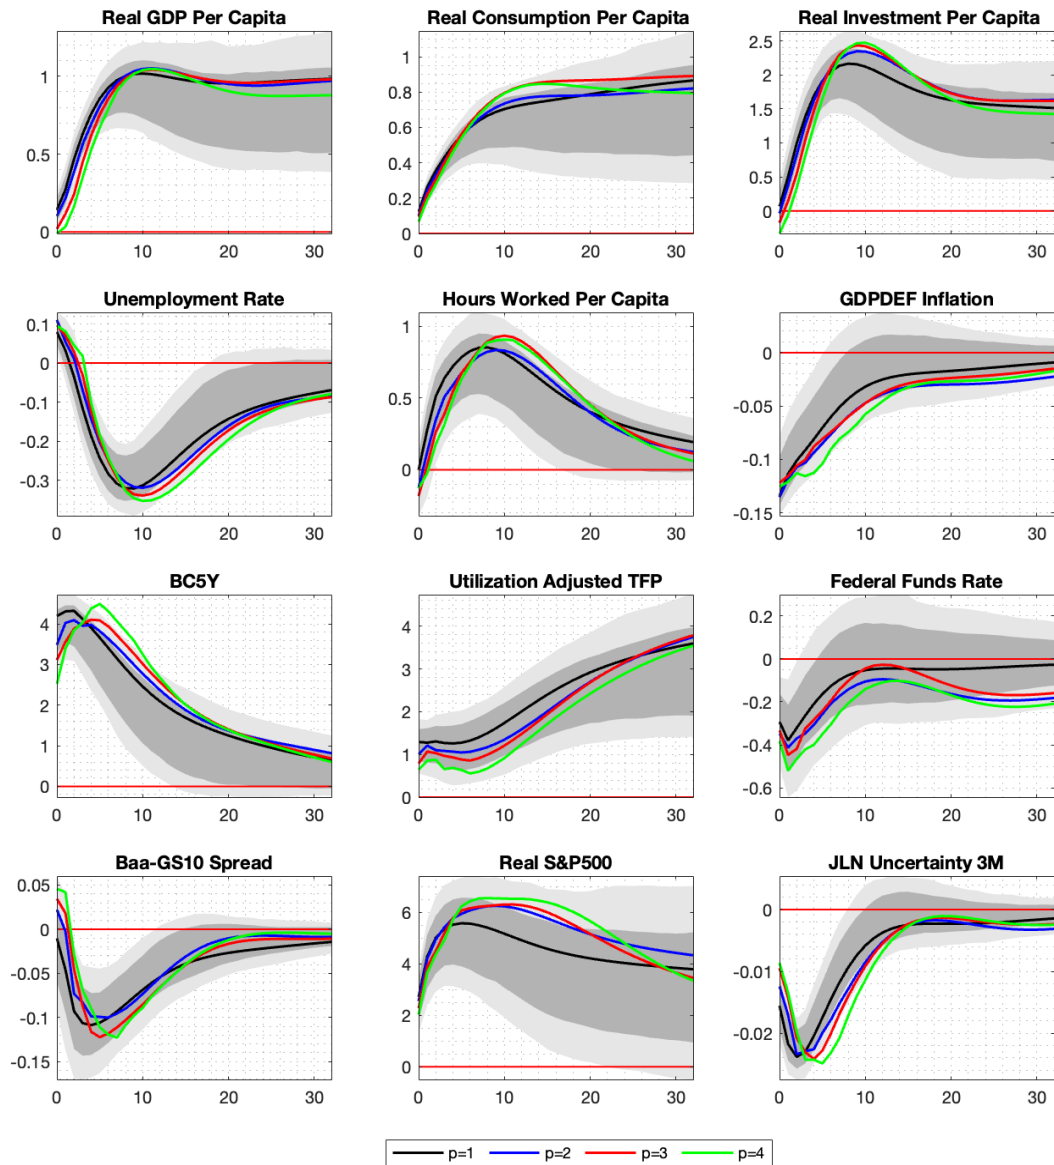 Real GDP Per Capita
Real Consumption Per Capita
Real Investment Per Capita
1
0.5
0
0 10 20 30
1
0.8
0.6
0.4
0.2
0
0 10 20 30
2.5
2
1.5
1
0.5
0
0 10 20 30
Unemployment Rate
Hours Worked Per Capita
GDPDEF Inflation
0.1
0
-0.1
-0.2
-0.3
0 10 20 30
1
0.5
0
0 10 20 30
0
-0.05
-0.1
-0.15
0 10 20 30
BC5Y
Utilization Adjusted TFP
Federal Funds Rate
4
3
2
1
0
0 10 20 30
4
3
2
1
0
0 10 20 30
0.2
0
-0.2
-0.4
-0.6
0 10 20 30
Baa-GS10 Spread
Real S&P500
JLN Uncertainty 3M
0.05
0
-0.05
-0.1
-0.15
0 10 20 30
6
4
2
0
0 10 20 30
0
-0.01
-0.02
0 10 20 30
p=1 p=2 p=3 p=4